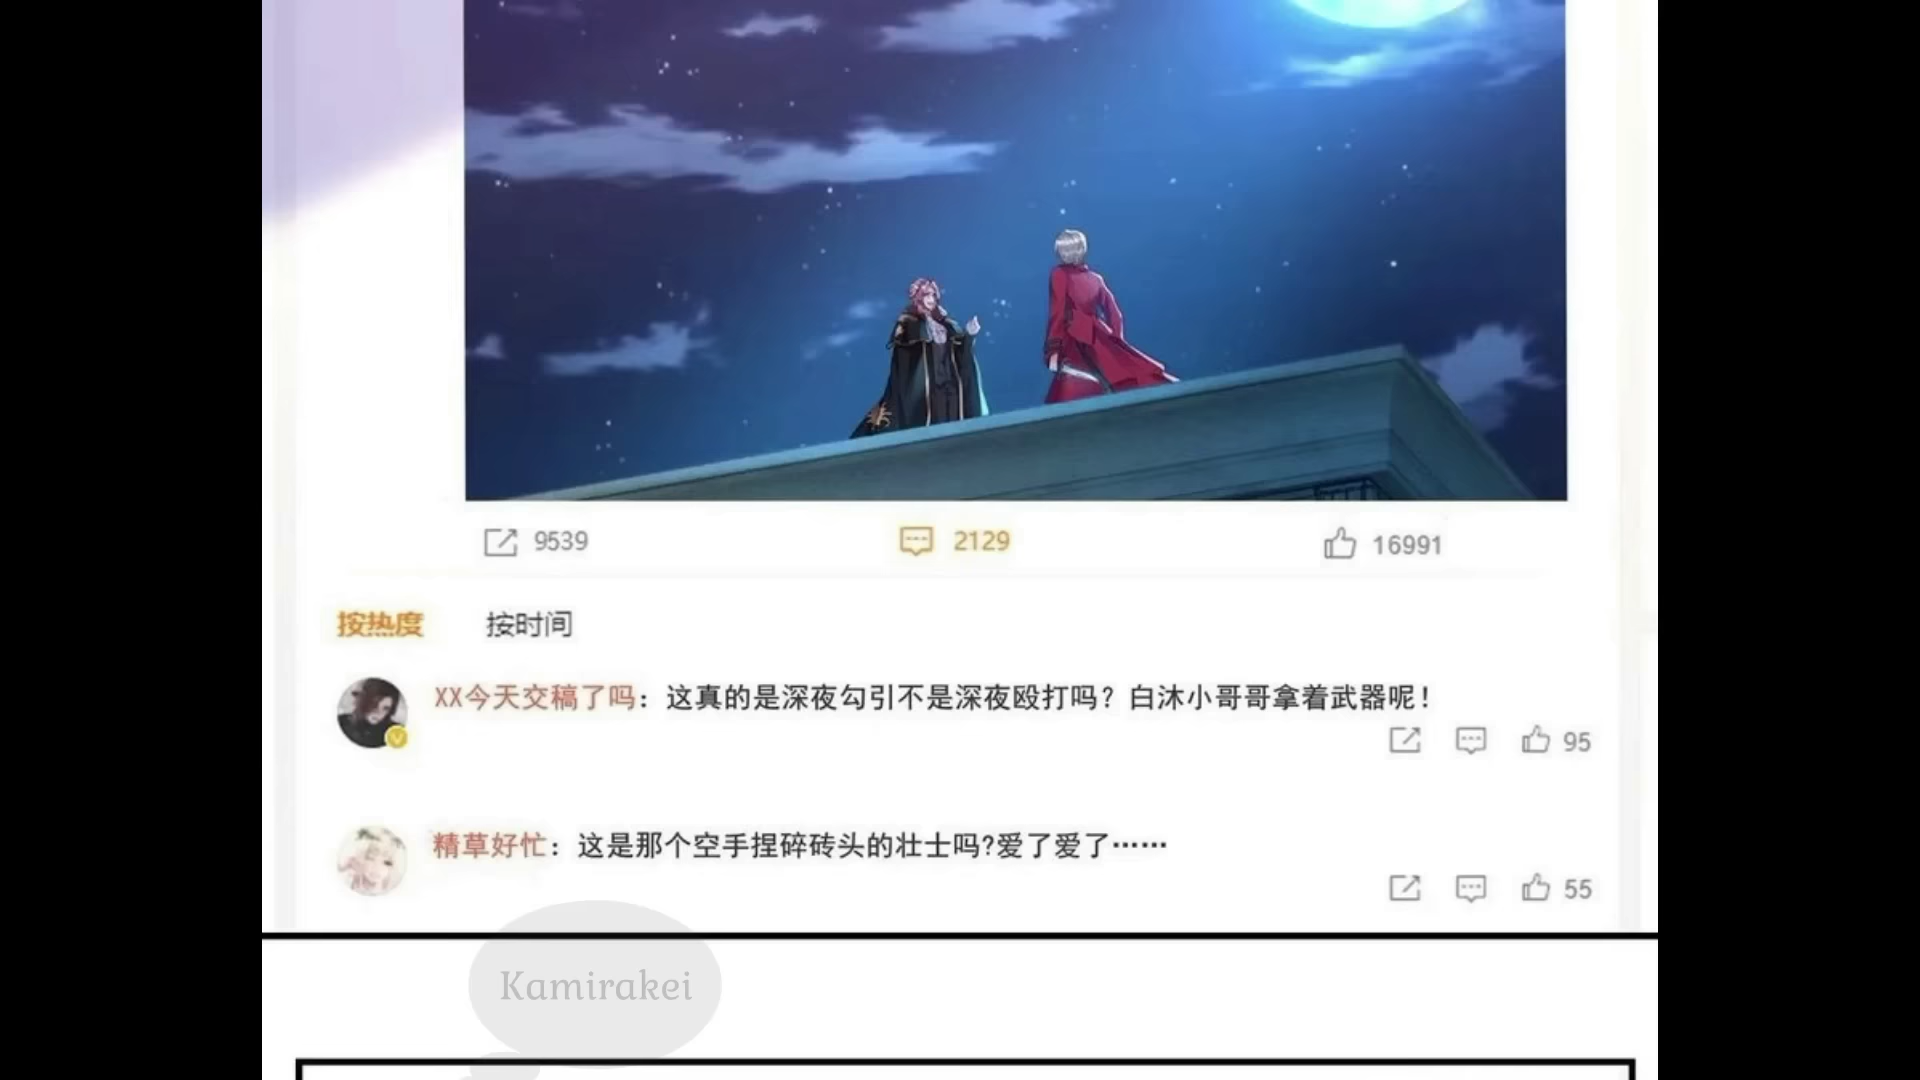 9539 2129 16991
按热度 按时间
XX今天交稿了吗：这真的是深夜勾引不是深夜殴打吗？白沐小哥哥拿着武器呢！
95
精草好忙：这是那个空手捏碎砖头的壮士吗?爱了爱了……
55
Kamirakei